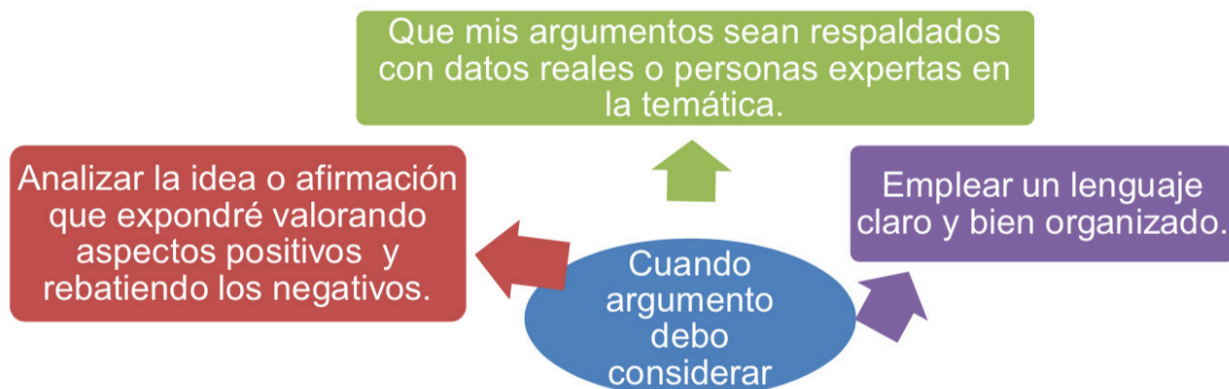 Que mis argumentos sean respaldados
con datos reales o personas expertas en
la temática.
Analizar la idea o afirmación
que expondré valorando
aspectos positivos y
rebatiendo los negativos.
Emplear un lenguaje
claro y bien organizado.
Cuando
argumento
debo
considerar